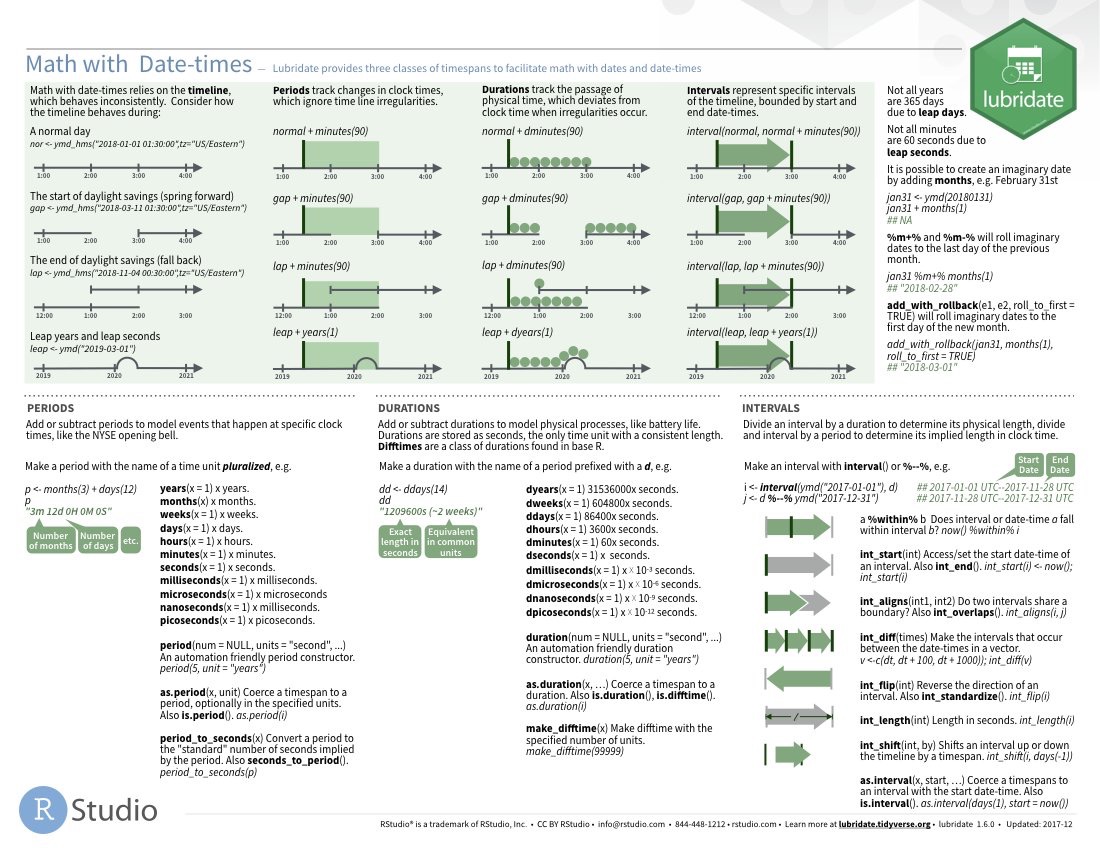 Math with Date-times – Lubridate provides three classes of timespans to facilitate math with dates and date-times
lubridate
Math with date-times relies on the timeline,
which behaves inconsistently. Consider how
the timeline behaves during:
A normal day
nor <- ymd_hms("2018-01-01 01:30:00",tz="US/Eastern")
1:00 2:00 3:00 4:00
The start of daylight savings (spring forward)
gap <- ymd_hms("2018-03-11 01:30:00",tz="US/Eastern")
1:00 2:00 3:00 4:00
The end of daylight savings (fall back)
lap <- ymd_hms("2018-11-04 00:30:00",tz="US/Eastern")
12:00 1:00 2:00 3:00
Leap years and leap seconds
leap <- ymd("2019-03-01")
2019 2020 2021
Periods track changes in clock times,
which ignore time line irregularities.
normal + minutes(90)
1:00 2:00 3:00 4:00
gap + minutes(90)
1:00 2:00 3:00 4:00
lap + minutes(90)
12:00 1:00 2:00 3:00
leap + years(1)
2019 2020 2021
Durations track the passage of
physical time, which deviates from
clock time when irregularities occur.
normal + dminutes(90)
1:00 2:00 3:00 4:00
gap + dminutes(90)
1:00 2:00 3:00 4:00
lap + dminutes(90)
12:00 1:00 2:00 3:00
leap + dyears(1)
2019 2020 2021
Intervals represent specific intervals
of the timeline, bounded by start and
end date-times.
interval(normal, normal + minutes(90))
1:00 2:00 3:00 4:00
interval(gap, gap + minutes(90))
1:00 2:00 3:00 4:00
interval(lap, lap + minutes(90))
12:00 1:00 2:00 3:00
interval(leap, leap + years(1))
2019 2020 2021
Not all years
are 365 days
due to leap days.
Not all minutes
are 60 seconds due to
leap seconds.
It is possible to create an imaginary date
by adding months, e.g. February 31st
jan31 <- ymd(20180131)
jan31 + months(1)
## NA
%m+% and %m-% will roll imaginary
dates to the last day of the previous
month.
jan31 %m+% months(1)
## "2018-02-28"
add_with_rollback(e1, e2, roll_to_first =
TRUE) will roll imaginary dates to the
first day of the new month.
add_with_rollback(jan31, months(1),
roll_to_first = TRUE)
## "2018-03-01"
PERIODS
Add or subtract periods to model events that happen at specific clock
times, like the NYSE opening bell.
Make a period with the name of a time unit pluralized, e.g.
p <- months(3) + days(12)
p
"3m 12d 0H 0M 0S"
Number
of months
Number
of days
etc.
years(x = 1) x years.
months(x) x months.
weeks(x = 1) x weeks.
days(x = 1) x days.
hours(x = 1) x hours.
minutes(x = 1) x minutes.
seconds(x = 1) x seconds.
milliseconds(x = 1) x milliseconds.
microseconds(x = 1) x microseconds
nanoseconds(x = 1) x milliseconds.
picoseconds(x = 1) x picoseconds.
period(num = NULL, units = "second", ...)
An automation friendly period constructor.
period(5, unit = "years")
as.period(x, unit) Coerce a timespan to a
period, optionally in the specified units.
Also is.period(). as.period(i)
period_to_seconds(x) Convert a period to
the "standard" number of seconds implied
by the period. Also seconds_to_period().
period_to_seconds(p)
DURATIONS
Add or subtract durations to model physical processes, like battery life.
Durations are stored as seconds, the only time unit with a consistent length.
Difftimes are a class of durations found in base R.
Make a duration with the name of a period prefixed with a d, e.g.
dd <- ddays(14)
dd
"1209600s (~2 weeks)"
Exact
length in
seconds
Equivalent
in common
units
dyears(x = 1) 31536000x seconds.
dweeks(x = 1) 604800x seconds.
ddays(x = 1) 86400x seconds.
dhours(x = 1) 3600x seconds.
dminutes(x = 1) 60x seconds.
dseconds(x = 1) x seconds.
dmilliseconds(x = 1) x X 10⁻³ seconds.
dmicroseconds(x = 1) x X 10⁻⁶ seconds.
dnanoseconds(x = 1) x X 10⁻⁹ seconds.
dpicoseconds(x = 1) x X 10⁻¹² seconds.
duration(num = NULL, units = "second", ...)
An automation friendly duration
constructor. duration(5, unit = "years")
as.duration(x, …) Coerce a timespan to a
duration. Also is.duration(), is.difftime().
as.duration(i)
make_difftime(x) Make difftime with the
specified number of units.
make_difftime(99999)
INTERVALS
Divide an interval by a duration to determine its physical length, divide
and interval by a period to determine its implied length in clock time.
Make an interval with interval() or %--%, e.g.
Start
Date
End
Date
i <- interval(ymd("2017-01-01"), d) ## 2017-01-01 UTC--2017-11-28 UTC
j <- d %--% ymd("2017-12-31") ## 2017-11-28 UTC--2017-12-31 UTC
a %within% b Does interval or date-time a fall
within interval b? now() %within% i
int_start(int) Access/set the start date-time of
an interval. Also int_end(). int_start(i) <- now();
int_start(i)
int_aligns(int1, int2) Do two intervals share a
boundary? Also int_overlaps(). int_aligns(i, j)
int_diff(times) Make the intervals that occur
between the date-times in a vector.
v <-c(dt, dt + 100, dt + 1000)); int_diff(v)
int_flip(int) Reverse the direction of an
interval. Also int_standardize(). int_flip(i)
int_length(int) Length in seconds. int_length(i)
int_shift(int, by) Shifts an interval up or down
the timeline by a timespan. int_shift(i, days(-1))
as.interval(x, start, …) Coerce a timespans to
an interval with the start date-time. Also
is.interval(). as.interval(days(1), start = now())
R Studio
RStudio® is a trademark of RStudio, Inc. • CC BY RStudio • info@rstudio.com • 844-448-1212 • rstudio.com • Learn more at lubridate.tidyverse.org • lubridate 1.6.0 • Updated: 2017-12